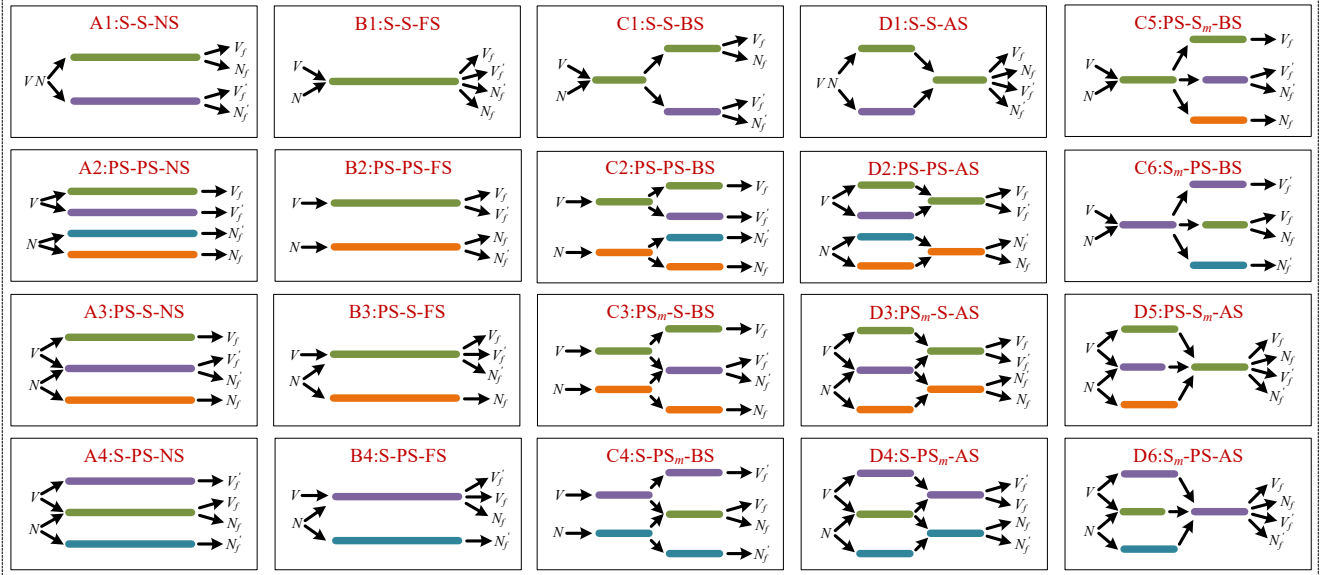 A1:S-S-NS
V N
V_f
N_f
V_f'
N_f'
B1:S-S-FS
V
N
V_f
V_f'
N_f'
N_f
C1:S-S-BS
V
N
V_f
N_f
V_f'
N_f'
D1:S-S-AS
V N
V_f
N_f
V_f'
N_f'
C5:PS-S_m-BS
V
N
V_f
V_f'
N_f'
N_f
A2:PS-PS-NS
V
N
V_f
V_f'
N_f'
N_f
B2:PS-PS-FS
V
N
V_f
V_f'
N_f
N_f'
C2:PS-PS-BS
V
N
V_f
V_f'
N_f'
N_f
D2:PS-PS-AS
V
N
V_f
V_f'
N_f'
N_f
C6:S_m-PS-BS
V
N
V_f'
V_f
N_f
N_f'
A3:PS-S-NS
V
N
V_f
V_f'
N_f'
N_f
B3:PS-S-FS
V
N
V_f
V_f'
N_f'
N_f
C3:PS_m-S-BS
V
N
V_f
V_f'
N_f'
N_f
D3:PS_m-S-AS
V
N
V_f
V_f'
N_f'
N_f
D5:PS-S_m-AS
V
N
V_f
N_f
V_f'
N_f'
A4:S-PS-NS
V
N
V_f'
V_f
N_f
N_f'
B4:S-PS-FS
V
N
V_f'
V_f
N_f
N_f'
C4:S-PS_m-BS
V
N
V_f'
V_f
N_f
N_f'
D4:S-PS_m-AS
V
N
V_f'
V_f
N_f
N_f'
D6:S_m-PS-AS
V
N
V_f
N_f
V_f'
N_f'